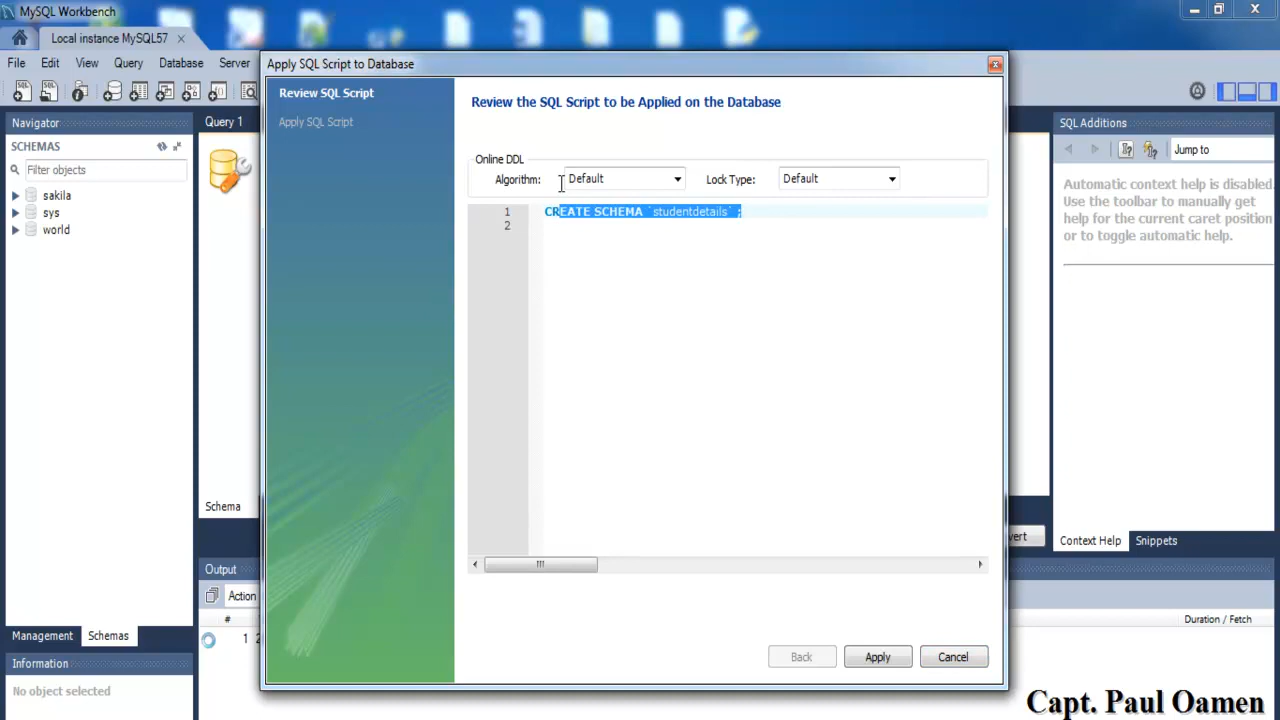 MySQL Workbench
Local instance MySQL57
File Edit View Query Database Server
Apply SQL Script to Database
Review SQL Script
Apply SQL Script
Review the SQL Script to be Applied on the Database
Online DDL
Algorithm: Default Lock Type: Default
1 CREATE SCHEMA `studentdetails` ;
2
Back Apply Cancel
Navigator
SCHEMAS
Filter objects
sakila
sys
world
Management Schemas
Information
No object selected
Query 1
Schema
Output
Action
#
1 2
vert
SQL Additions
Jump to
Automatic context help is disabled.
Use the toolbar to manually get
help for the current caret position
or to toggle automatic help.
Context Help Snippets
Duration / Fetch
Capt. Paul Oamen